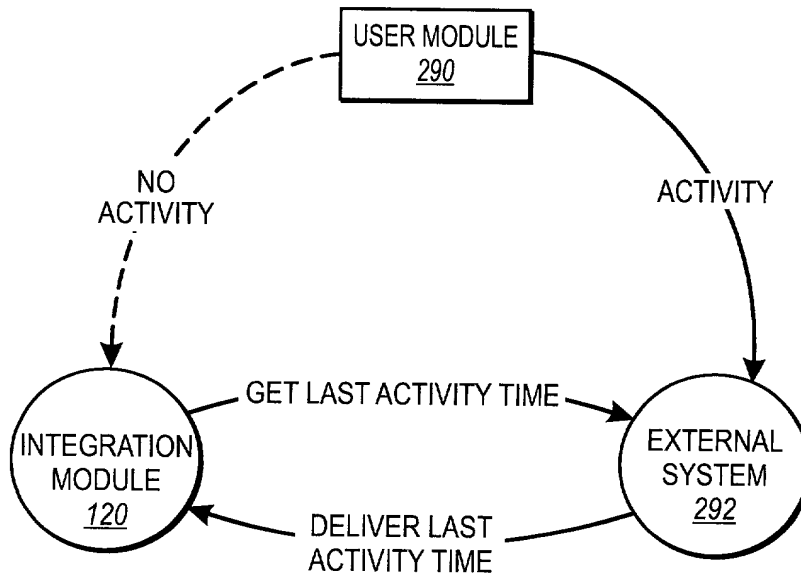 USER MODULE
290
NO
ACTIVITY
ACTIVITY
GET LAST ACTIVITY TIME
INTEGRATION
MODULE
120
EXTERNAL
SYSTEM
292
DELIVER LAST
ACTIVITY TIME